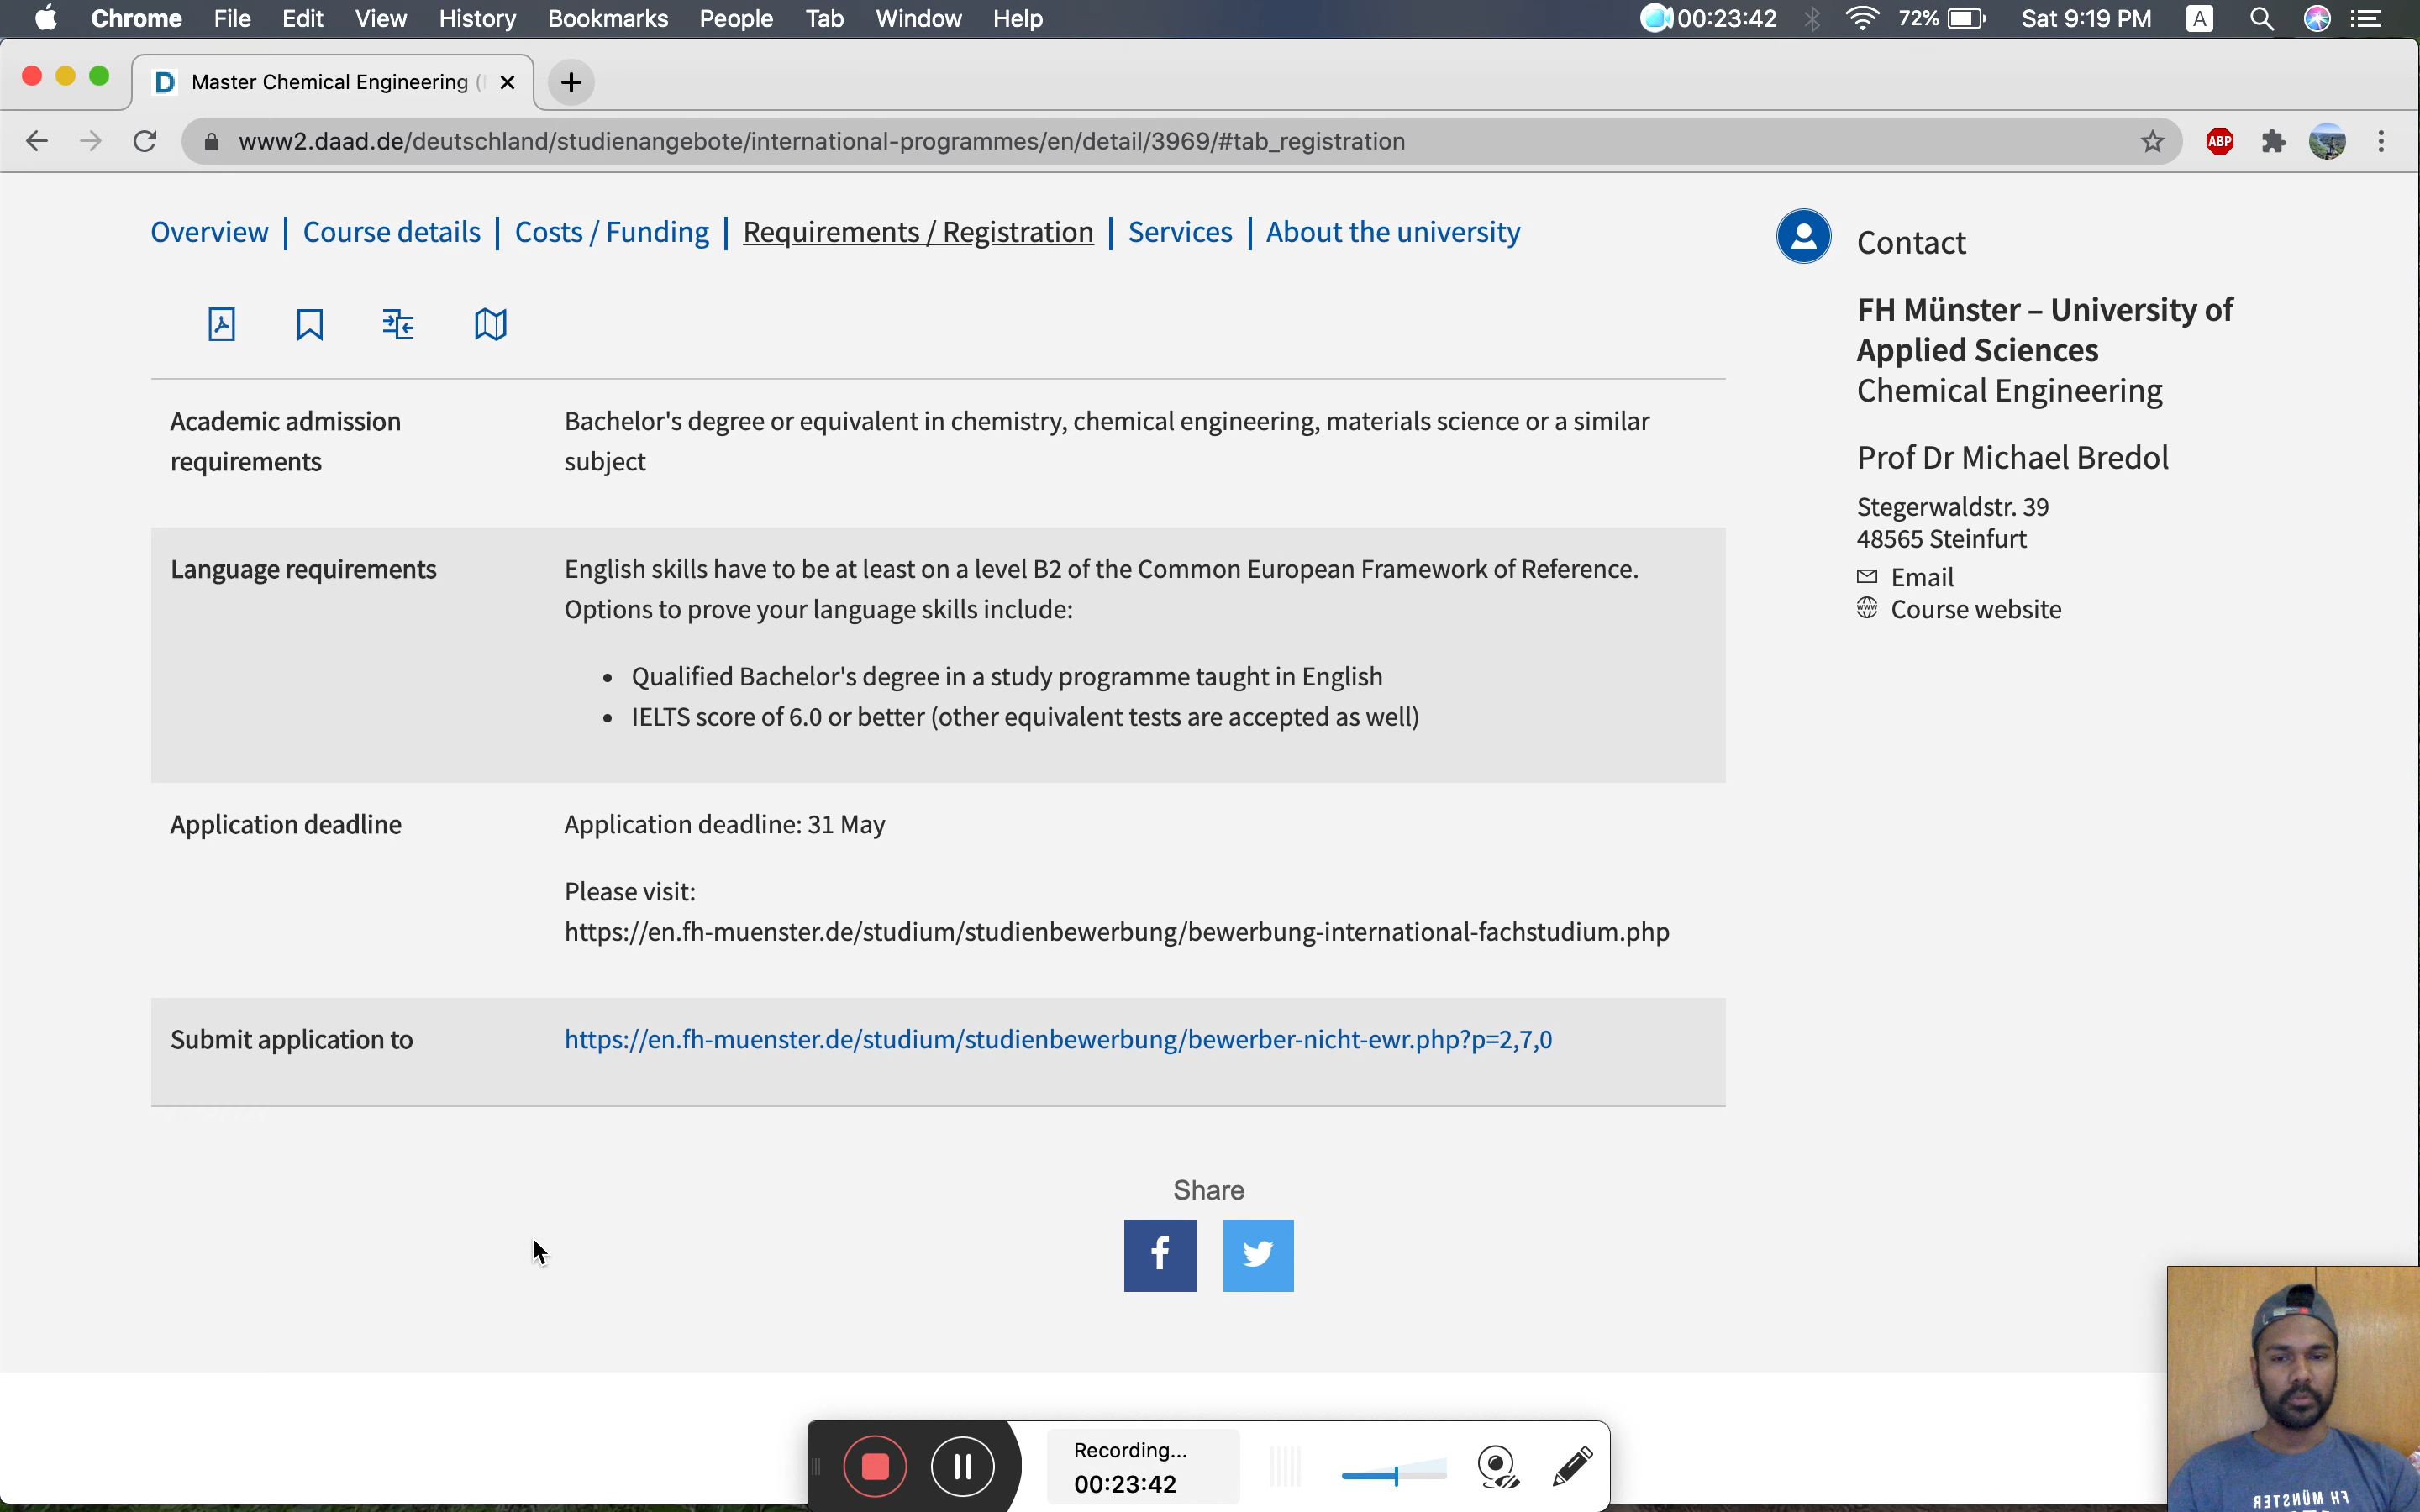 Chrome File Edit View History Bookmarks People Tab Window Help 00:23:42 72% Sat 9:19 PM A
D Master Chemical Engineering (
www2.daad.de/deutschland/studienangebote/international-programmes/en/detail/3969/#tab_registration ABP
Overview | Course details | Costs / Funding | Requirements / Registration | Services | About the university
Academic admission requirements
Bachelor's degree or equivalent in chemistry, chemical engineering, materials science or a similar
subject
Language requirements
English skills have to be at least on a level B2 of the Common European Framework of Reference.
Options to prove your language skills include:
• Qualified Bachelor's degree in a study programme taught in English
• IELTS score of 6.0 or better (other equivalent tests are accepted as well)
Application deadline
Application deadline: 31 May
Please visit:
https://en.fh-muenster.de/studium/studienbewerbung/bewerbung-international-fachstudium.php
Submit application to
https://en.fh-muenster.de/studium/studienbewerbung/bewerber-nicht-ewr.php?p=2,7,0
Contact
FH Münster – University of
Applied Sciences
Chemical Engineering
Prof Dr Michael Bredol
Stegerwaldstr. 39
48565 Steinfurt
Email
www Course website
Share
f
Recording...
00:23:42
FH MÜNSTER